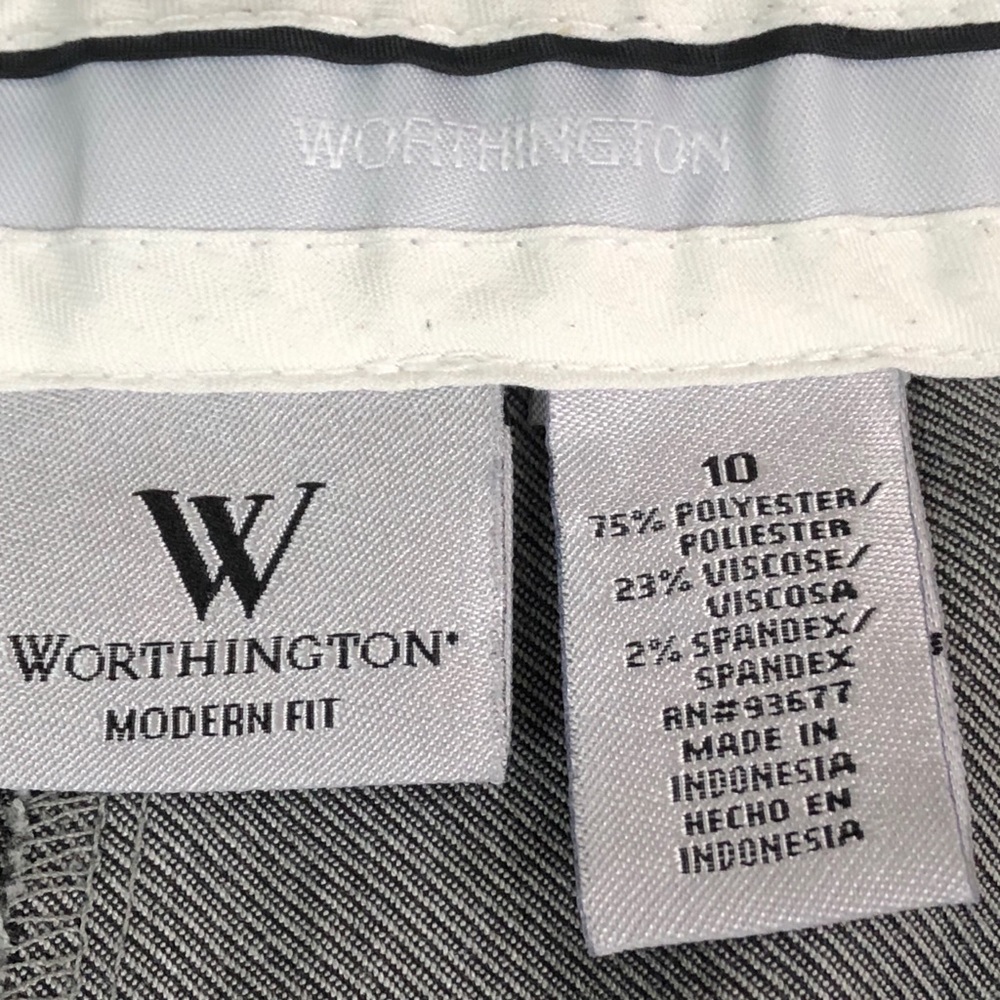 WORTHINGTON
W
WORTHINGTON®
MODERN FIT
10
75% POLYESTER/
POLIESTER
23% VISCOSE/
VISCOSA
2% SPANDEX/
SPANDEX
RN#93677
MADE IN
INDONESIA
HECHO EN
INDONESIA